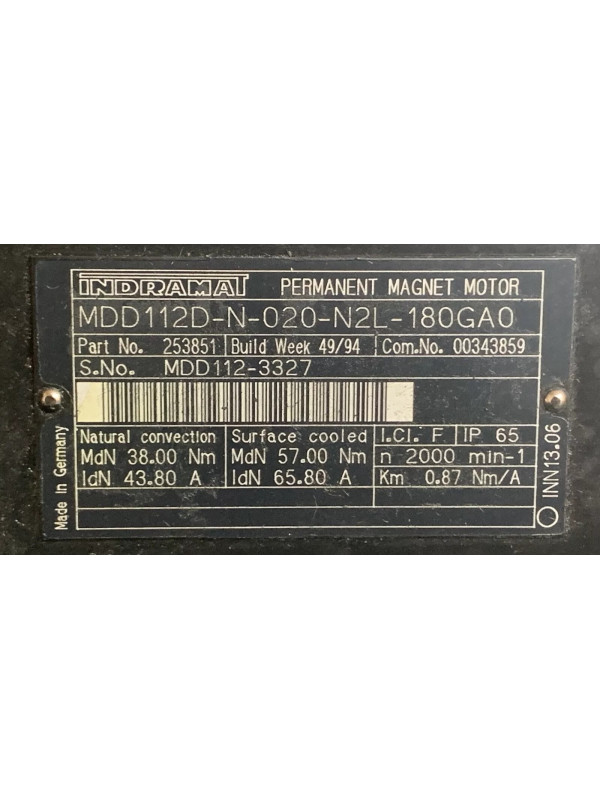 INDRAMAT PERMANENT MAGNET MOTOR
MDD112D-N-020-N2L-180GA0
Part No. 253851 Build Week 49/94 Com.No. 00343859
S.No. MDD112-3327
Natural convection Surface cooled I.Cl. F IP 65
MdN 38.00 Nm MdN 57.00 Nm n 2000 min-1
IdN 43.80 A IdN 65.80 A Km 0.87 Nm/A
Made in Germany
INN13.06